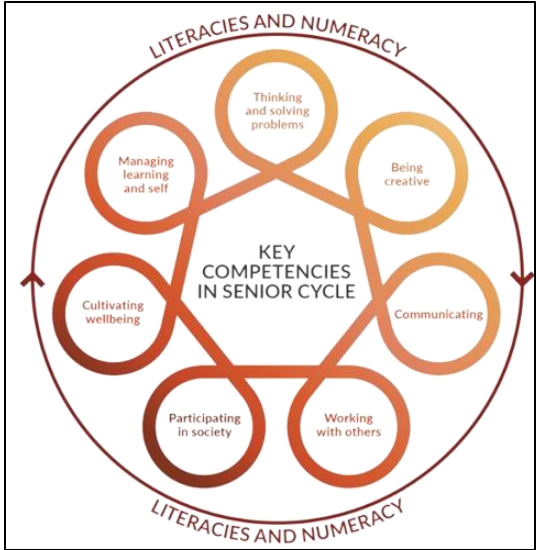 LITERACIES AND NUMERACY
Thinking
and solving
problems
Being
creative
Communicating
Working
with others
Participating
in society
Cultivating
wellbeing
Managing
learning
and self
KEY
COMPETENCIES
IN SENIOR CYCLE
LITERACIES AND NUMERACY